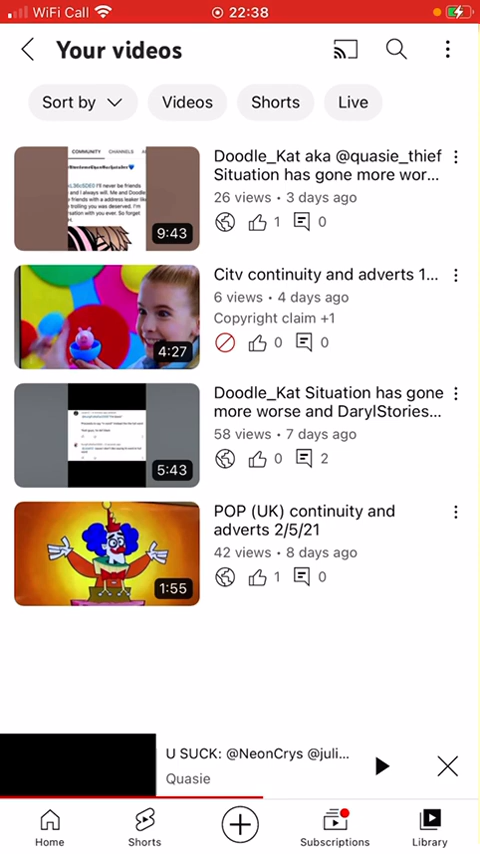 WiFi Call 22:38
Your videos
Sort by Videos Shorts Live
COMMUNITY CHANNELS
I'll never be friends
and I always will. Me and Doodle
friends with a address leaker
trolling you was deserved. I'm
with you ever. So forget
9:43
Doodle_Kat aka @quasie_thief
Situation has gone more wor...
26 views • 3 days ago
1 0
4:27
Citv continuity and adverts 1...
6 views • 4 days ago
Copyright claim +1
0 0
5:43
Doodle_Kat Situation has gone
more worse and DarylStories...
58 views • 7 days ago
0 2
1:55
POP (UK) continuity and
adverts 2/5/21
42 views • 8 days ago
1 0
U SUCK: @NeonCrys @juli...
Quasie
Home Shorts Subscriptions Library